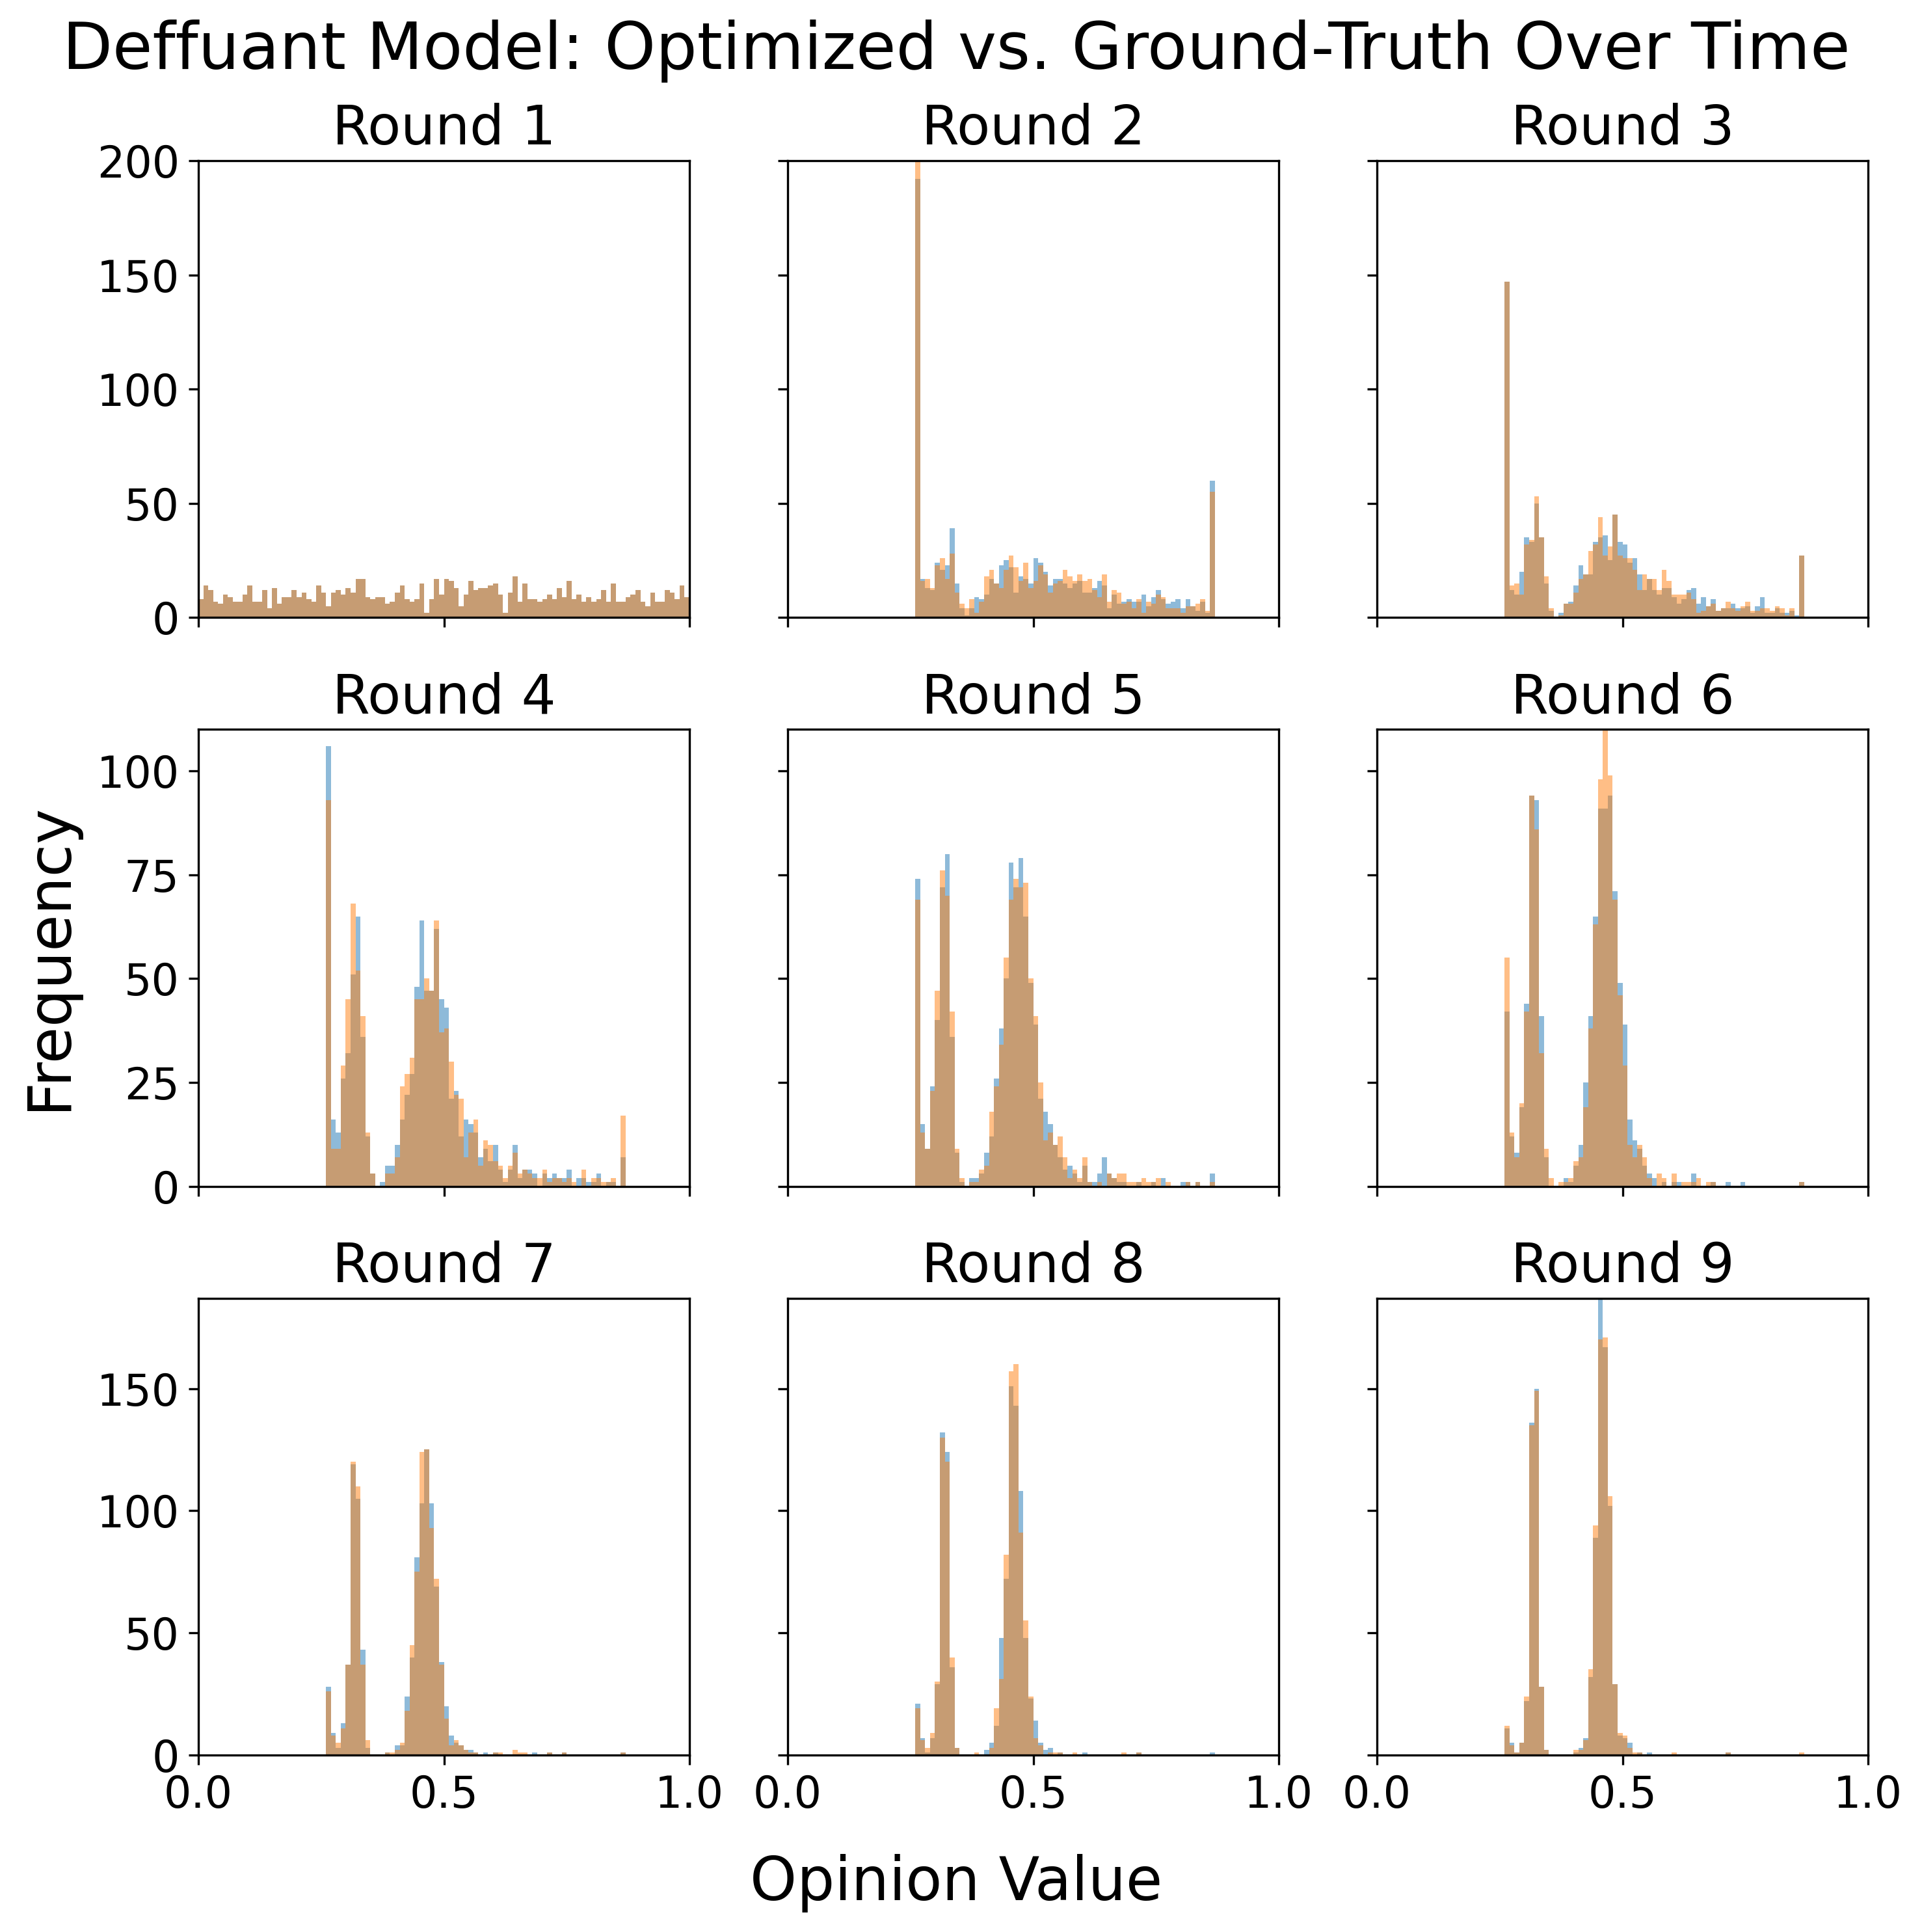 Deffuant Model: Optimized vs. Ground-Truth Over Time
Round 1
Round 2
Round 3
200
150
100
50
0
Round 4
Round 5
Round 6
100
75
50
25
0
Frequency
Round 7
Round 8
Round 9
150
100
50
0
0.0 0.5 1.0
0.0 0.5 1.0
0.0 0.5 1.0
Opinion Value